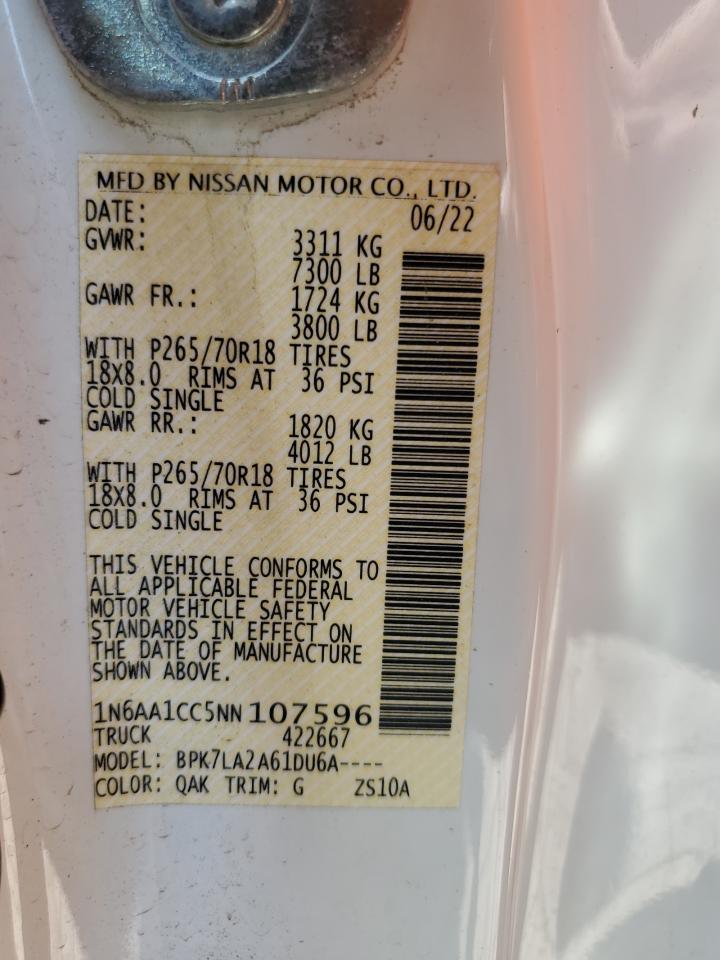 MFD BY NISSAN MOTOR CO., LTD.
DATE: 06/22
GVWR: 3311 KG
7300 LB
GAWR FR.: 1724 KG
3800 LB
WITH P265/70R18 TIRES
18X8.0 RIMS AT 36 PSI
COLD SINGLE
GAWR RR.: 1820 KG
4012 LB
WITH P265/70R18 TIRES
18X8.0 RIMS AT 36 PSI
COLD SINGLE
THIS VEHICLE CONFORMS TO
ALL APPLICABLE FEDERAL
MOTOR VEHICLE SAFETY
STANDARDS IN EFFECT ON
THE DATE OF MANUFACTURE
SHOWN ABOVE.
1N6AA1CC5NN107596
TRUCK 422667
MODEL: BPK7LA2A61DU6A----
COLOR: QAK TRIM: G ZS10A